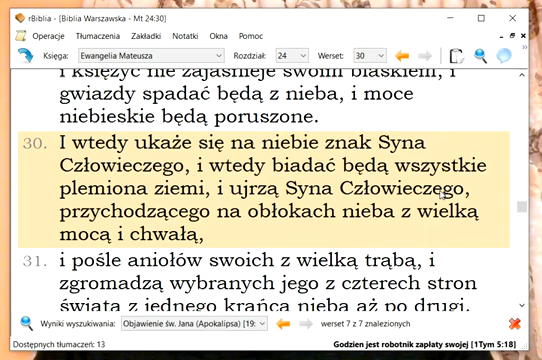 rBiblia - [Biblia Warszawska - Mt 24:30]
Operacje Tłumaczenia Zakładki Notatki Okna Pomoc
Księga: Ewangelia Mateusza Rozdział: 24 Werset: 30
i księżyc nie zajaśnieje swoim blaskiem, i
gwiazdy spadać będą z nieba, i moce
niebieskie będą poruszone.
30. I wtedy ukaże się na niebie znak Syna
Człowieczego, i wtedy biadać będą wszystkie
plemiona ziemi, i ujrzą Syna Człowieczego,
przychodzącego na obłokach nieba z wielką
mocą i chwałą,
31. i pośle aniołów swoich z wielką trąbą, i
zgromadzą wybranych jego z czterech stron
świata z jednego krańca nieba aż po drugi.
Wyniki wyszukiwania: Objawienie św. Jana (Apokalipsa) [19: werset 7 z 7 znalezionych
Dostępnych tłumaczeń: 13 Godzien jest robotnik zapłaty swojej [1Tym 5:18]